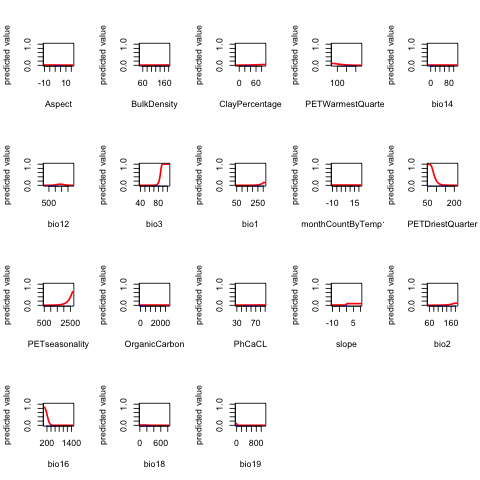 predicted value
0.0 1.0
-10 10
Aspect
predicted value
0.0 1.0
60 160
BulkDensity
predicted value
0.0 1.0
0 60
ClayPercentage
predicted value
0.0 1.0
100
PETWarmestQuarte
predicted value
0.0 1.0
0 80
bio14
predicted value
0.0 1.0
500
bio12
predicted value
0.0 1.0
40 80
bio3
predicted value
0.0 1.0
50 250
bio1
predicted value
0.0 1.0
-10 15
monthCountByTemp
predicted value
0.0 1.0
50 200
PETDriestQuarter
predicted value
0.0 1.0
500 2500
PETseasonality
predicted value
0.0 1.0
0 2000
OrganicCarbon
predicted value
0.0 1.0
30 70
PhCaCL
predicted value
0.0 1.0
-10 5
slope
predicted value
0.0 1.0
60 160
bio2
predicted value
0.0 1.0
200 1400
bio16
predicted value
0.0 1.0
0 600
bio18
predicted value
0.0 1.0
0 800
bio19